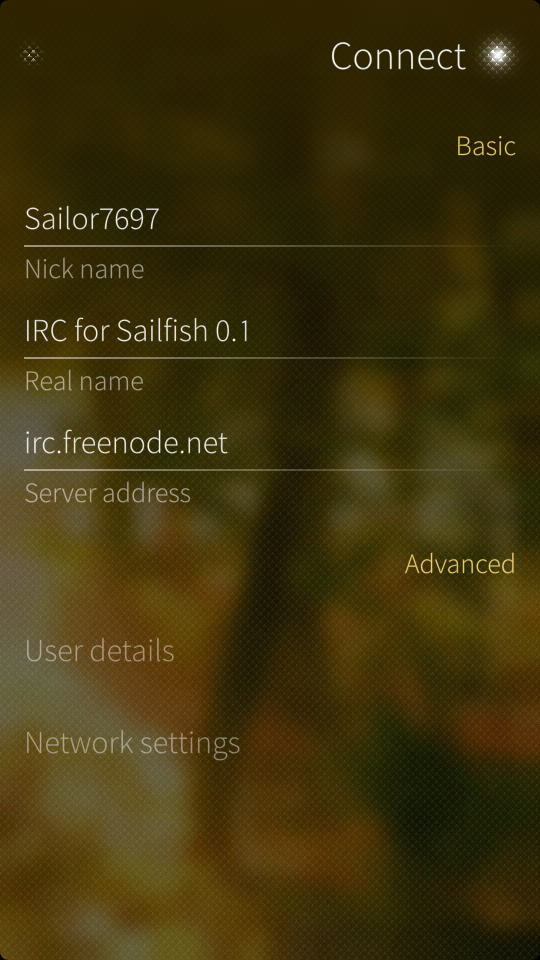 Connect
Basic
Sailor7697
Nick name
IRC for Sailfish 0.1
Real name
irc.freenode.net
Server address
Advanced
User details
Network settings